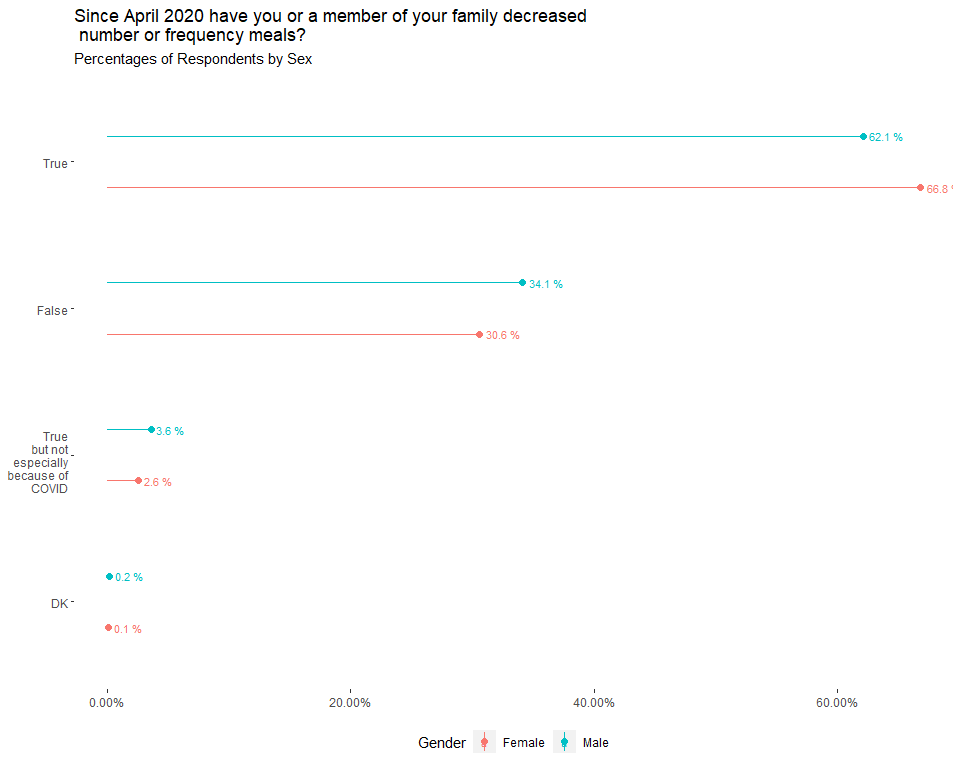 Since April 2020 have you or a member of your family decreased
number or frequency meals?
Percentages of Respondents by Sex
62.1 %
True
66.8
34.1 %
False
30.6 %
3.6 %
True
but not
especially
because of
COVID
2.6 %
0.2 %
DK
0.1 %
0.00% 20.00% 40.00% 60.00%
Gender Female Male